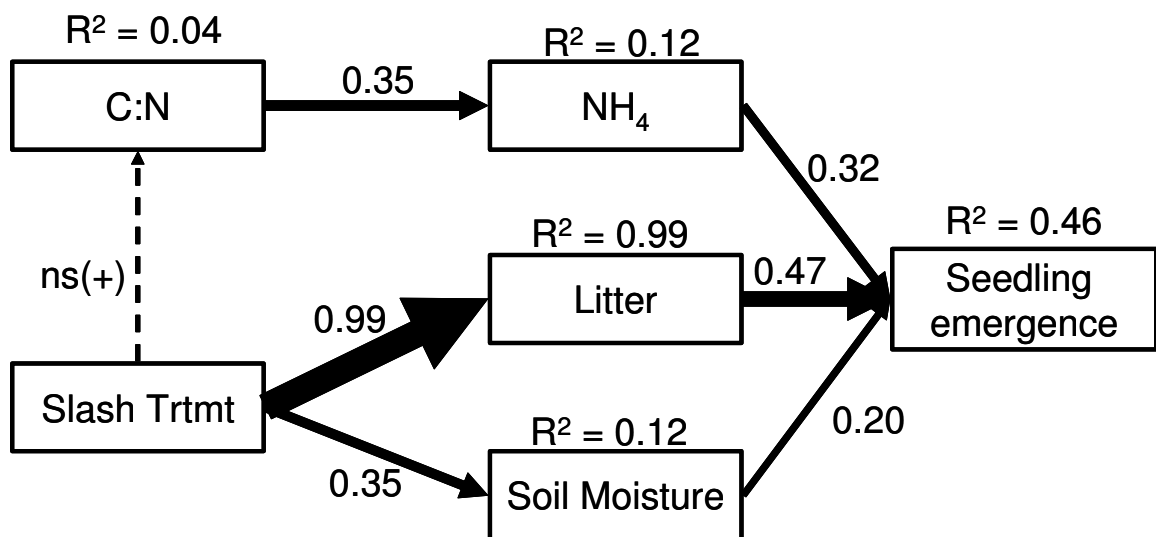 R² = 0.04
R² = 0.12
C:N
0.35
NH₄
0.32
R² = 0.46
R² = 0.99
ns(+)
0.99
Litter
0.47
Seedling
emergence
Slash Trtmt
R² = 0.12
0.20
0.35
Soil Moisture